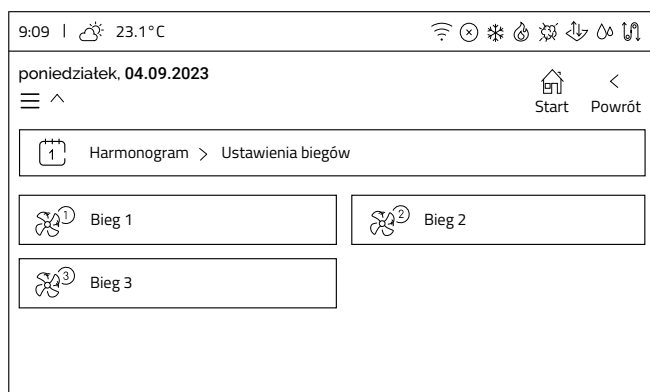 9:09 | 23.1°C
poniedziałek, 04.09.2023
Start Powrót
1 Harmonogram > Ustawienia biegów
1 Bieg 1
2 Bieg 2
3 Bieg 3